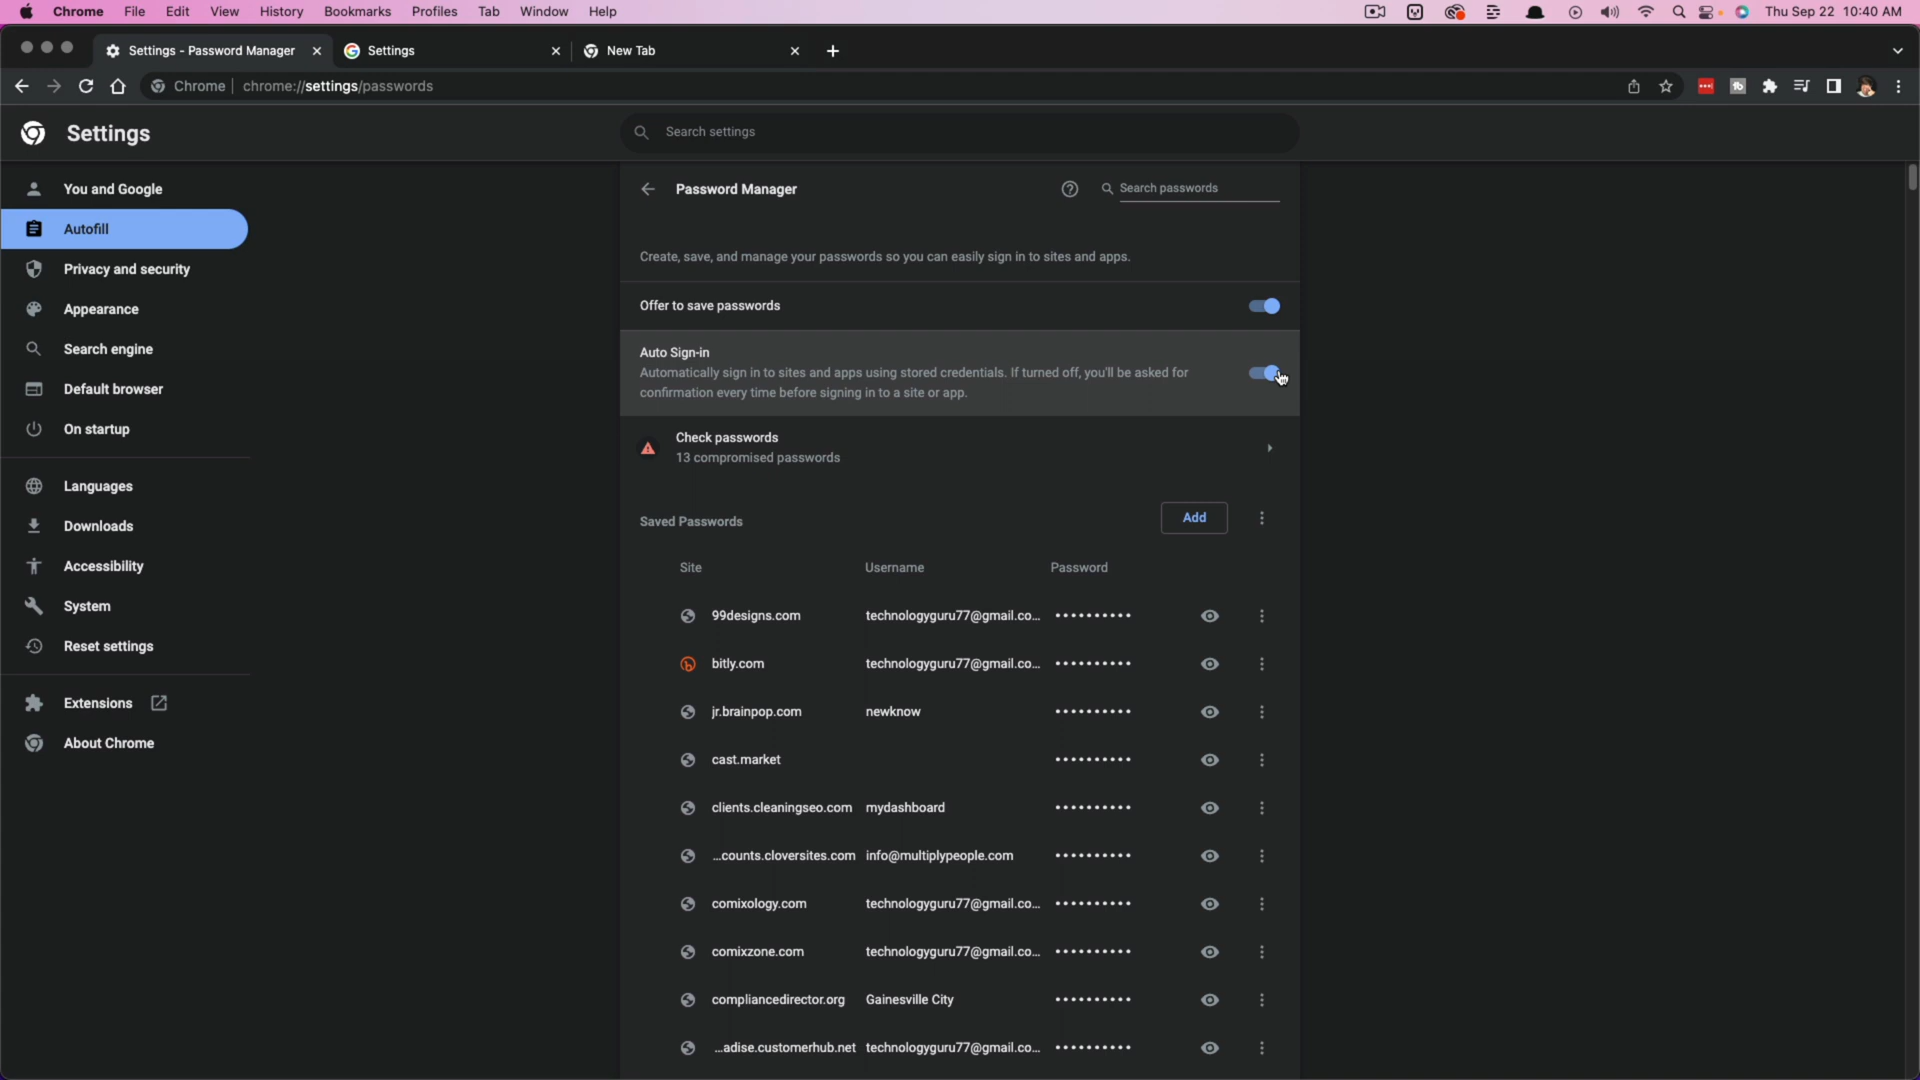 Chrome File Edit View History Bookmarks Profiles Tab Window Help Thu Sep 22 10:40 AM
Settings - Password Manager Settings New Tab
Chrome | chrome://settings/passwords
Settings
Search settings
You and Google
Autofill
Privacy and security
Appearance
Search engine
Default browser
On startup
Languages
Downloads
Accessibility
System
Reset settings
Extensions
About Chrome
Password Manager
Search passwords
Create, save, and manage your passwords so you can easily sign in to sites and apps.
Offer to save passwords
Auto Sign-in
Automatically sign in to sites and apps using stored credentials. If turned off, you'll be asked for
confirmation every time before signing in to a site or app.
Check passwords
13 compromised passwords
Saved Passwords Add
Site Username Password
99designs.com technologyguru77@gmail.co... ••••••••••
bitly.com technologyguru77@gmail.co... ••••••••••
jr.brainpop.com newknow ••••••••••
cast.market ••••••••••
clients.cleaningseo.com mydashboard ••••••••••
...counts.cloversites.com info@multiplypeople.com ••••••••••
comixology.com technologyguru77@gmail.co... ••••••••••
comixzone.com technologyguru77@gmail.co... ••••••••••
compliancedirector.org Gainesville City ••••••••••
...adise.customerhub.net technologyguru77@gmail.co... ••••••••••